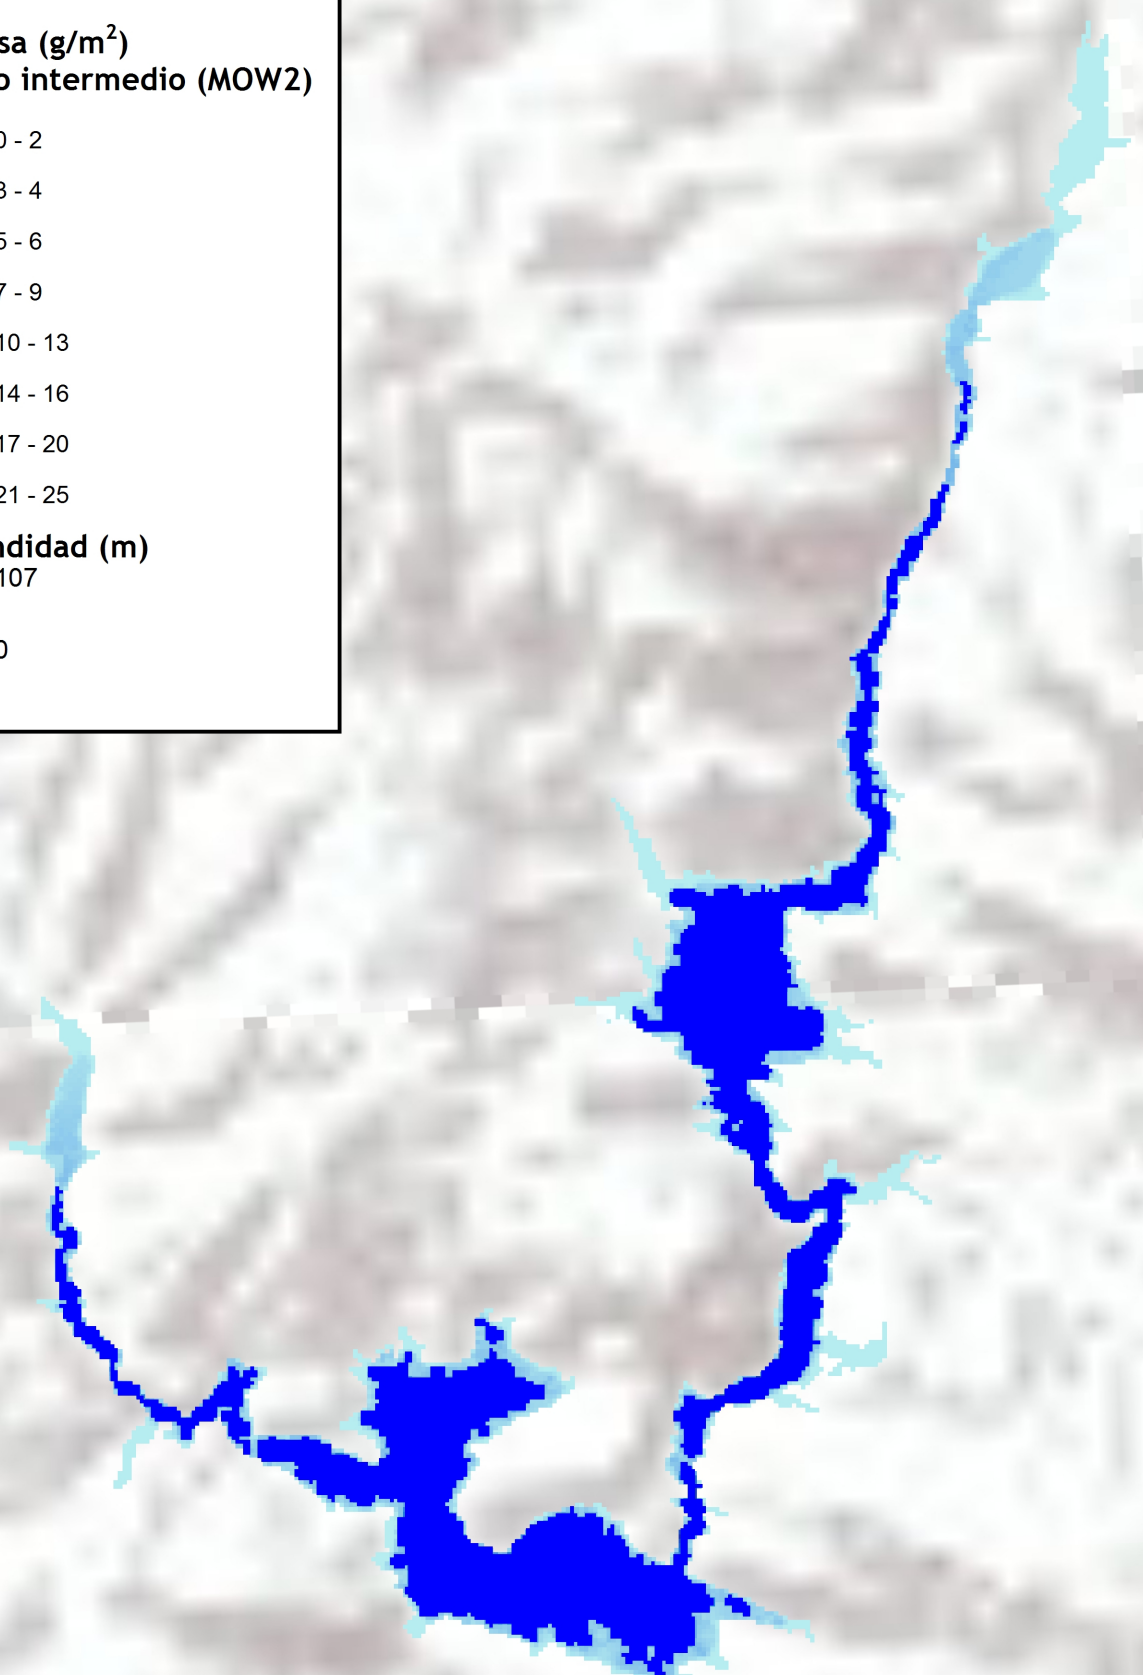 sa (g/m²)
o intermedio (MOW2)
0 - 2
3 - 4
5 - 6
7 - 9
10 - 13
14 - 16
17 - 20
21 - 25
ndidad (m)
107
0